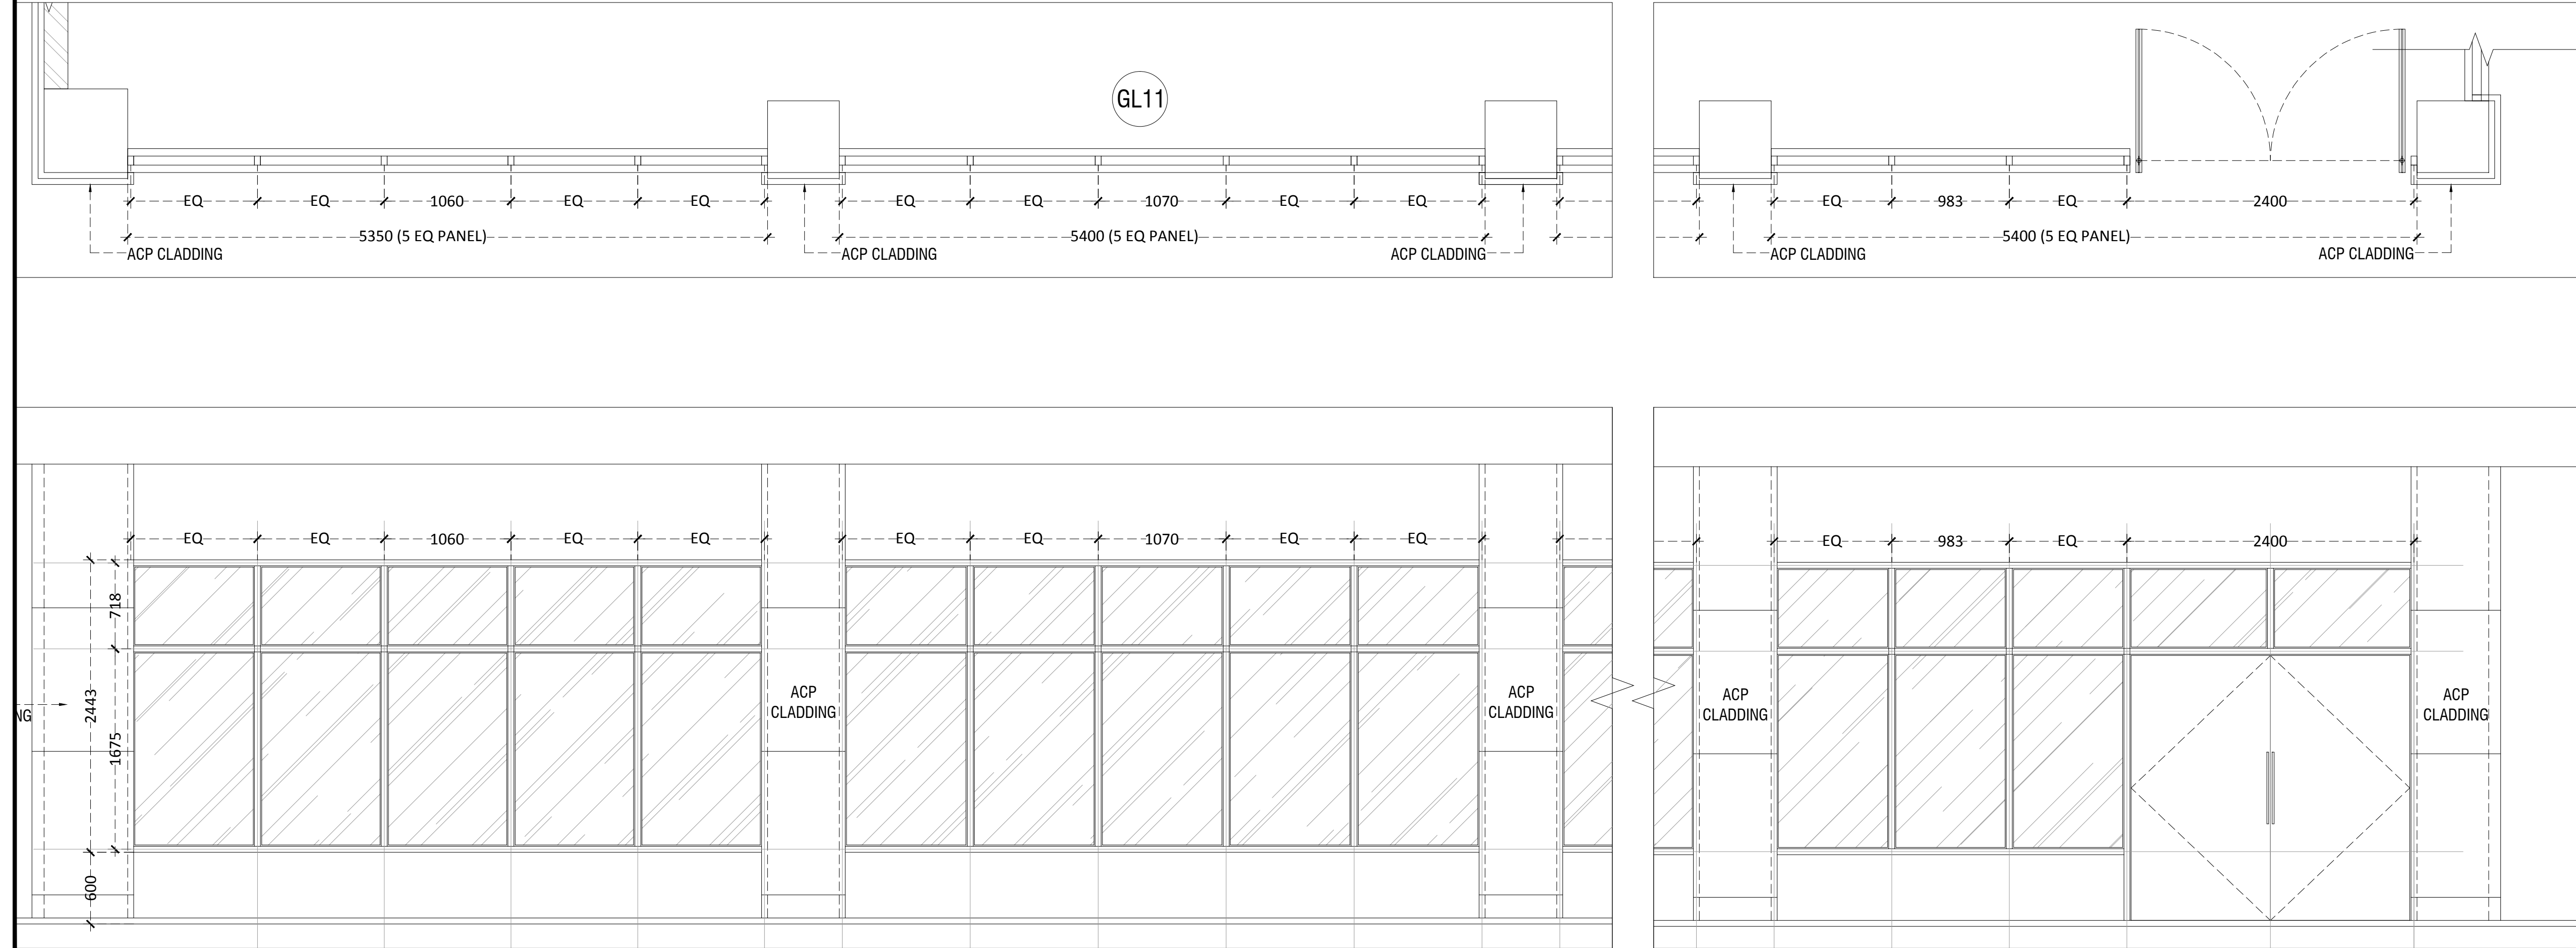 GL11
EQ EQ 1060 EQ EQ EQ EQ 1070 EQ EQ EQ 983 EQ 2400
5350 (5 EQ PANEL) 5400 (5 EQ PANEL) 5400 (5 EQ PANEL)
ACP CLADDING ACP CLADDING ACP CLADDING ACP CLADDING ACP CLADDING
EQ EQ 1060 EQ EQ EQ EQ 1070 EQ EQ EQ 983 EQ 2400
718
2443
1675
600
NG
ACP
CLADDING
ACP
CLADDING
ACP
CLADDING
ACP
CLADDING